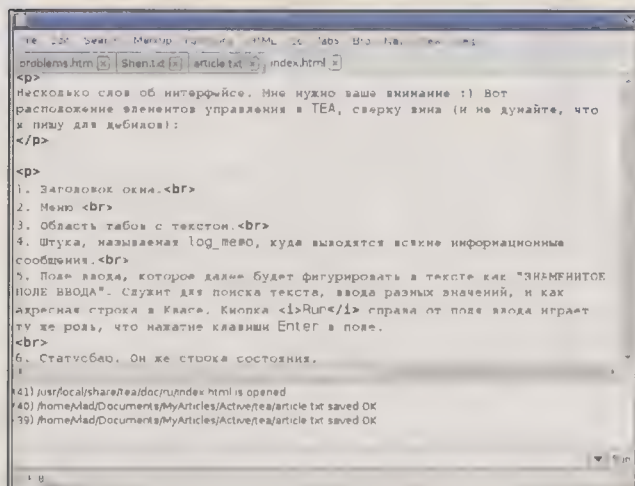 Search HTML
problems.htm Shen.txt article txt index.html
<p>
Несколько слов об интерфейсе. Мне нужно ваше внимание :) Вот
расположение элементов управления в TEA, сверху вниз (и не думайте, что
я пишу для дебилов):
</p>
<p>
1. Заголовок окна.<br>
2. Меню <br>
3. Область табов с текстом.<br>
4. Штука, называемая log_memo, куда выводятся всякие информационные
сообщения.<br>
5. Поле ввода, которое далее будет фигурировать в тексте как "ЗНАМЕНИТОЕ
ПОЛЕ ВВОДА". Служит для поиска текста, ввода разных значений, и как
адресная строка в Квасе. Кнопка <i>Run</i> справа от поля ввода играет
ту же роль, что нажатие клавиши Enter в поле.
<br>
6. Статусбар. Он же строка состояния.
41) /usr/local/share/tea/doc/ru/index html is opened
40) /home/vlad/Documents/MyArticles/Active/tea/article txt saved OK
39) /home/vlad/Documents/MyArticles/Active/tea/article txt saved OK